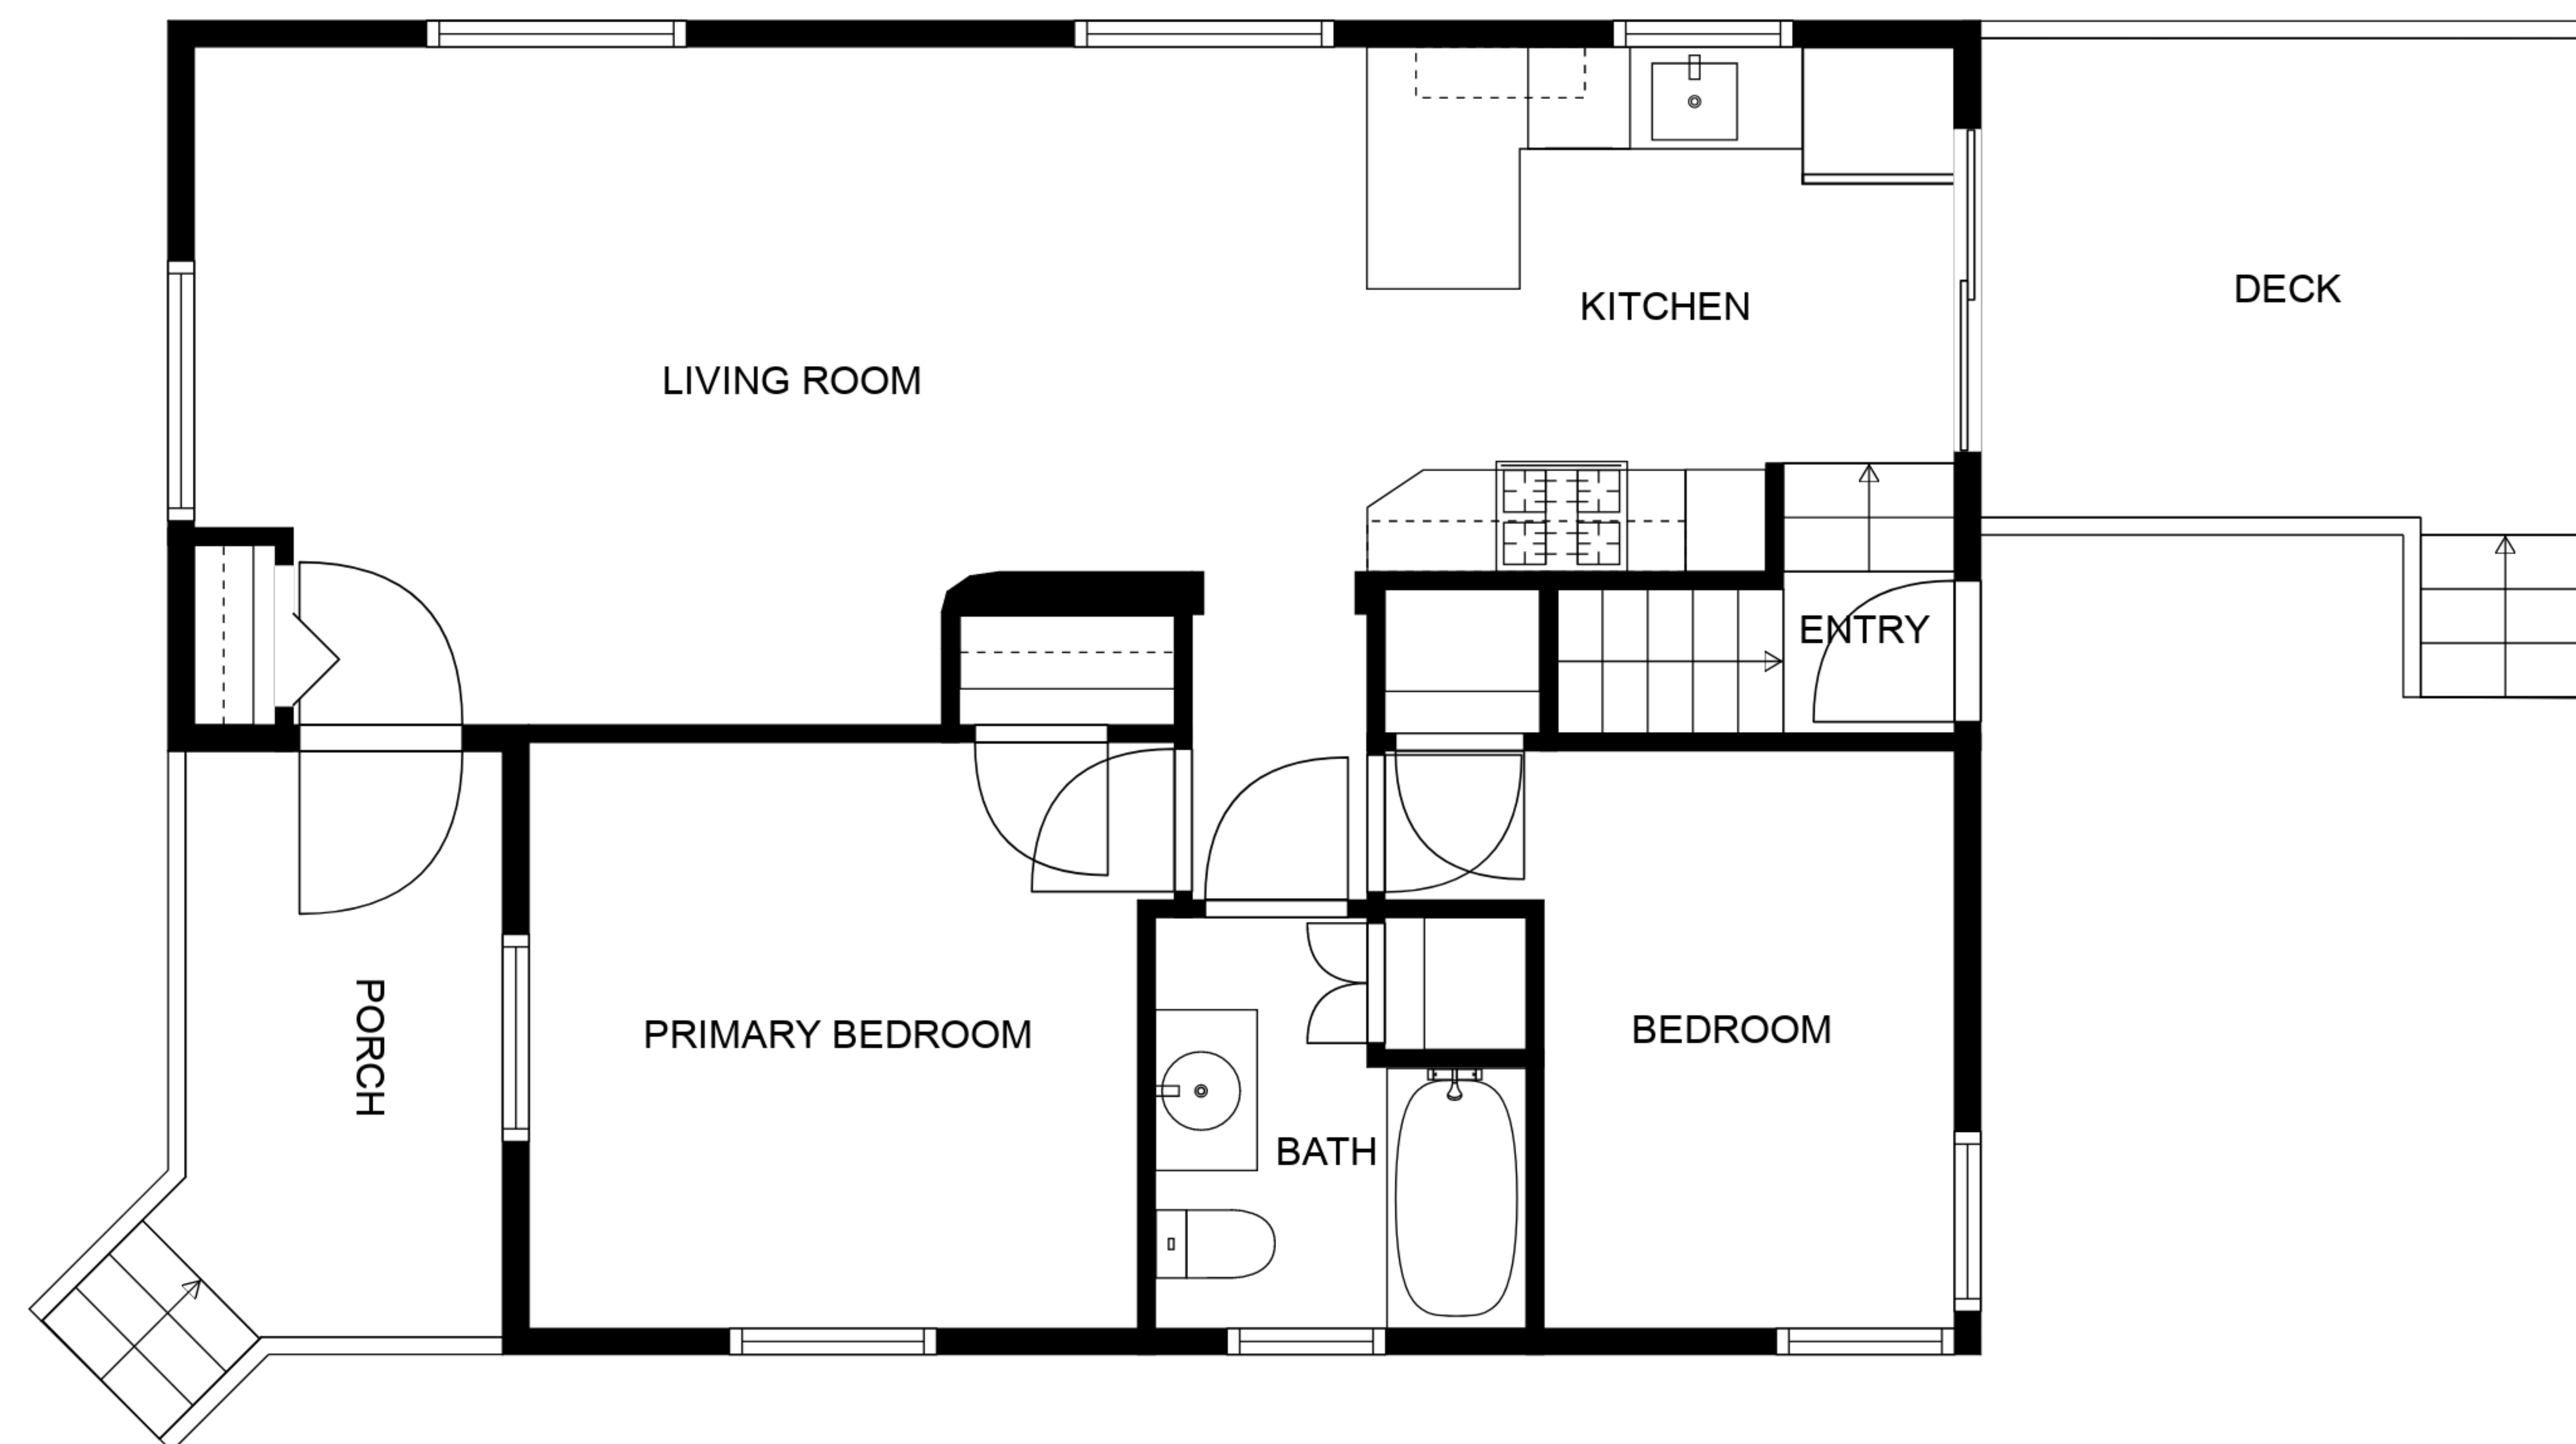 DECK
KITCHEN
LIVING ROOM
ENTRY
PORCH
PRIMARY BEDROOM
BEDROOM
BATH